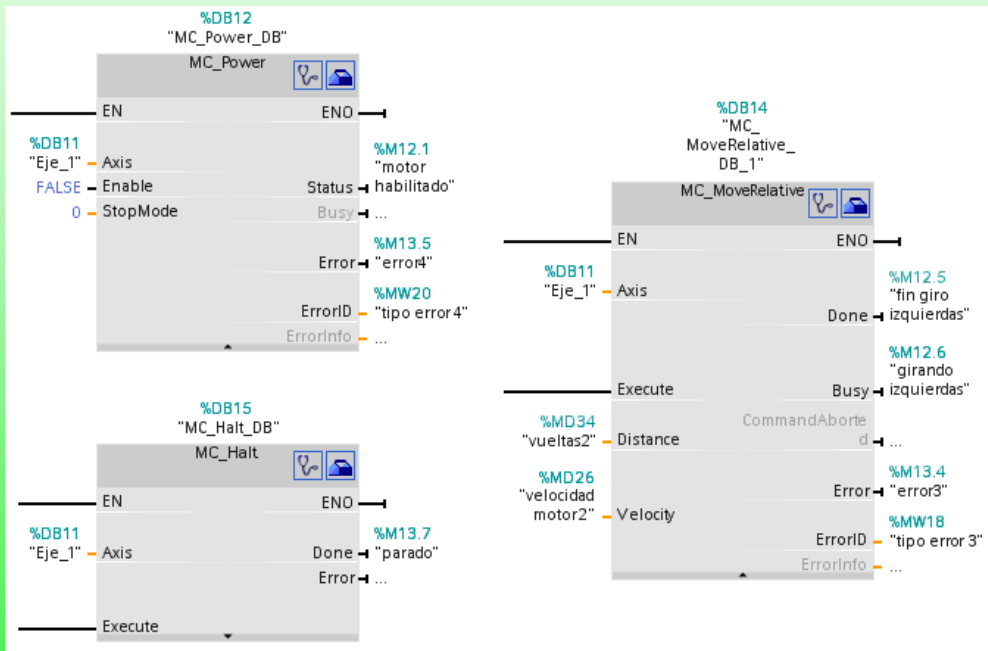 %DB12
"MC_Power_DB"
MC_Power
EN
ENO
%DB11
"Eje_1"
Axis
%M12.1
"motor
habilitado"
FALSE
Enable
Status
0
StopMode
Busy
...
%M13.5
Error
"error4"
%MW20
ErrorID
"tipo error4"
ErrorInfo
...
%DB15
"MC_Halt_DB"
MC_Halt
EN
ENO
%DB11
"Eje_1"
Axis
%M13.7
Done
"parado"
Error
...
Execute
%DB14
"MC_
MoveRelative_
DB_1"
MC_MoveRelative
EN
ENO
%DB11
"Eje_1"
Axis
%M12.5
"fin giro
izquierdas"
Done
%M12.6
"girando
izquierdas"
Execute
Busy
%MD34
"vueltas2"
Distance
CommandAborte
d
...
%MD26
"velocidad
motor2"
Velocity
%M13.4
Error
"error3"
%MW18
ErrorID
"tipo error 3"
ErrorInfo
...